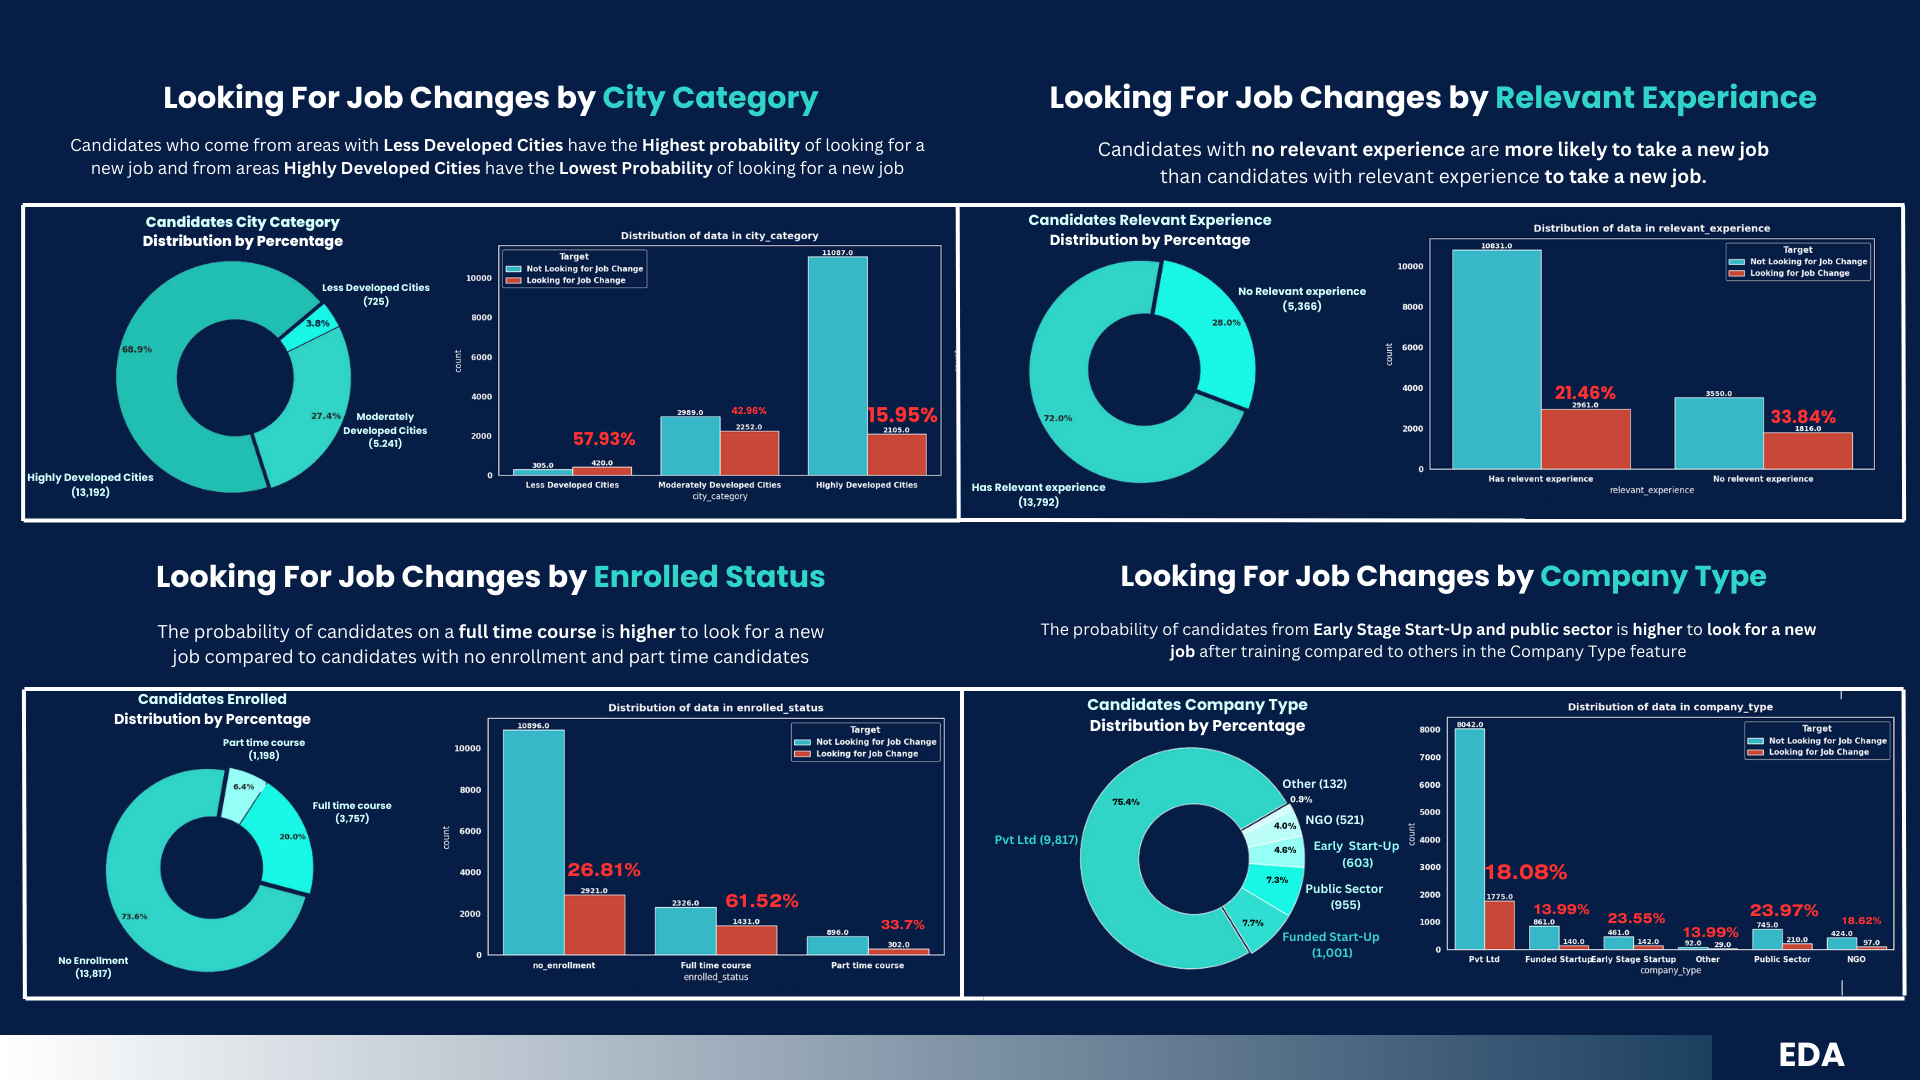 Looking For Job Changes by City Category
Candidates who come from areas with Less Developed Cities have the Highest probability of looking for a
new job and from areas Highly Developed Cities have the Lowest Probability of looking for a new job
Candidates City Category
Distribution by Percentage
Less Developed Cities
(725)
3.8%
68.9%
27.4%
Moderately
Developed Cities
(5.241)
Highly Developed Cities
(13,192)
Distribution of data in city_category
Target
Not Looking for Job Change
Looking for Job Change
count
10000
8000
6000
4000
2000
0
305.0
420.0
57.93%
2989.0
42.96%
2252.0
11087.0
15.95%
2105.0
Less Developed Cities
Moderately Developed Cities
Highly Developed Cities
city_category
Looking For Job Changes by Relevant Experiance
Candidates with no relevant experience are more likely to take a new job
than candidates with relevant experience to take a new job.
Candidates Relevant Experience
Distribution by Percentage
No Relevant experience
(5,366)
28.0%
72.0%
Has Relevant experience
(13,792)
Distribution of data in relevant_experience
Target
Not Looking for Job Change
Looking for Job Change
count
10000
8000
6000
4000
2000
0
10831.0
21.46%
2961.0
3550.0
33.84%
1816.0
Has relevent experience
No relevent experience
relevant_experience
Looking For Job Changes by Enrolled Status
The probability of candidates on a full time course is higher to look for a new
job compared to candidates with no enrollment and part time candidates
Candidates Enrolled
Distribution by Percentage
Part time course
(1,198)
6.4%
Full time course
(3,757)
20.0%
73.6%
No Enrollment
(13,817)
Distribution of data in enrolled_status
Target
Not Looking for Job Change
Looking for Job Change
count
10000
8000
6000
4000
2000
0
10896.0
26.81%
2921.0
2326.0
61.52%
1431.0
896.0
33.7%
302.0
no_enrollment
Full time course
Part time course
enrolled_status
Looking For Job Changes by Company Type
The probability of candidates from Early Stage Start-Up and public sector is higher to look for a new
job after training compared to others in the Company Type feature
Candidates Company Type
Distribution by Percentage
Other (132)
0.9%
NGO (521)
4.0%
Early Start-Up
(603)
4.6%
Public Sector
(955)
7.3%
Funded Start-Up
(1,001)
7.7%
75.4%
Pvt Ltd (9,817)
Distribution of data in company_type
Target
Not Looking for Job Change
Looking for Job Change
count
8000
7000
6000
5000
4000
3000
2000
1000
0
8042.0
18.08%
1775.0
13.99%
861.0
140.0
23.55%
461.0
142.0
13.99%
92.0
29.0
23.97%
745.0
210.0
18.62%
424.0
97.0
Pvt Ltd
Funded Startup
Early Stage Startup
Other
Public Sector
NGO
company_type
EDA